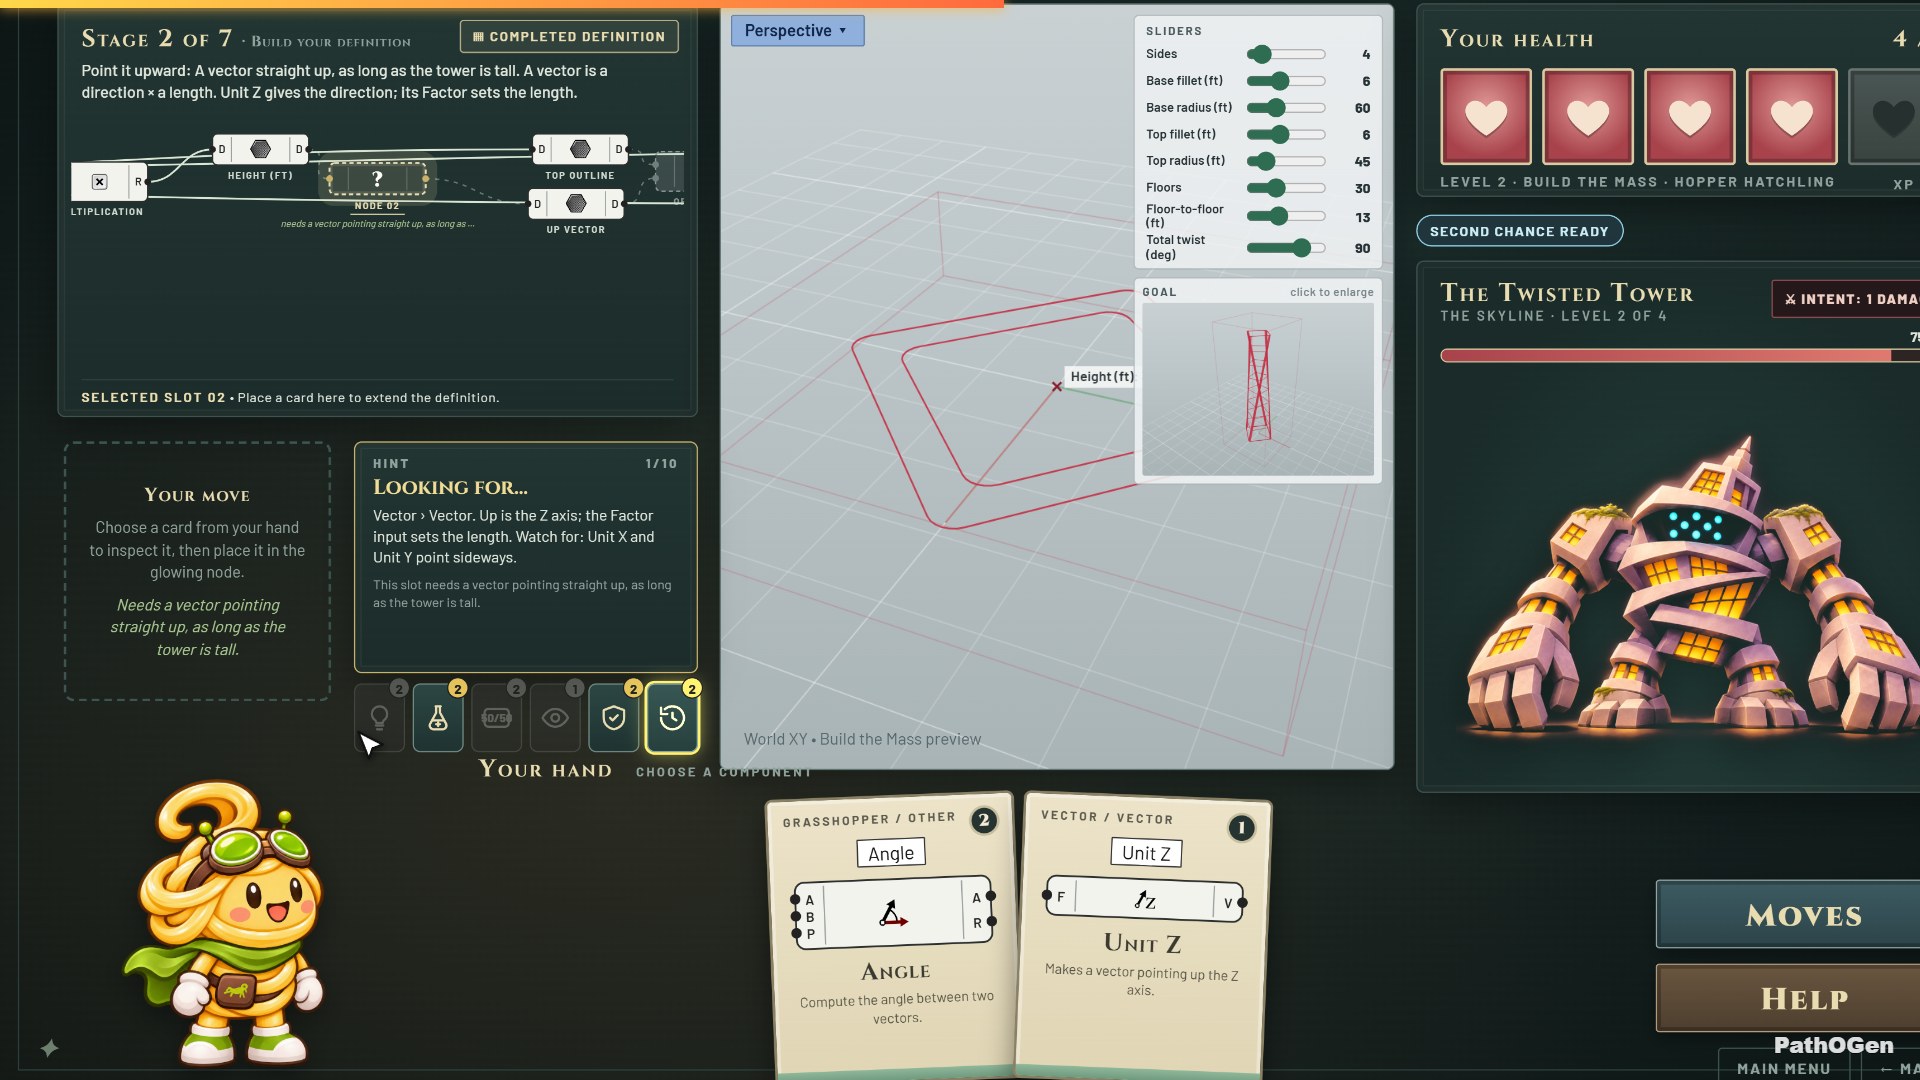 STAGE 2 OF 7 · BUILD YOUR DEFINITION
COMPLETED DEFINITION
Point it upward: A vector straight up, as long as the tower is tall. A vector is a
direction × a length. Unit Z gives the direction; its Factor sets the length.
D D
HEIGHT (FT)
R
LTIPLICATION
?
NODE 02
needs a vector pointing straight up, as long as ...
D D
TOP OUTLINE
D D
UP VECTOR
SELECTED SLOT 02 • Place a card here to extend the definition.
YOUR MOVE
Choose a card from your hand
to inspect it, then place it in the
glowing node.
Needs a vector pointing
straight up, as long as the
tower is tall.
HINT 1/10
LOOKING FOR...
Vector › Vector. Up is the Z axis; the Factor
input sets the length. Watch for: Unit X and
Unit Y point sideways.
This slot needs a vector pointing straight up, as long
as the tower is tall.
2 2 2 1 2 2
50/50
YOUR HAND CHOOSE A COMPONENT
Perspective
SLIDERS
Sides 4
Base fillet (ft) 6
Base radius (ft) 60
Top fillet (ft) 6
Top radius (ft) 45
Floors 30
Floor-to-floor
(ft) 13
Total twist
(deg) 90
GOAL click to enlarge
Height (ft)
World XY • Build the Mass preview
GRASSHOPPER / OTHER 2
Angle
A A
B R
P
ANGLE
Compute the angle between two
vectors.
VECTOR / VECTOR 1
Unit Z
F Z V
UNIT Z
Makes a vector pointing up the Z
axis.
YOUR HEALTH 4 /
LEVEL 2 · BUILD THE MASS · HOPPER HATCHLING XP
SECOND CHANCE READY
THE TWISTED TOWER
THE SKYLINE · LEVEL 2 OF 4
INTENT: 1 DAMA
75
MOVES
HELP
PathOGen
MAIN MENU ← MA